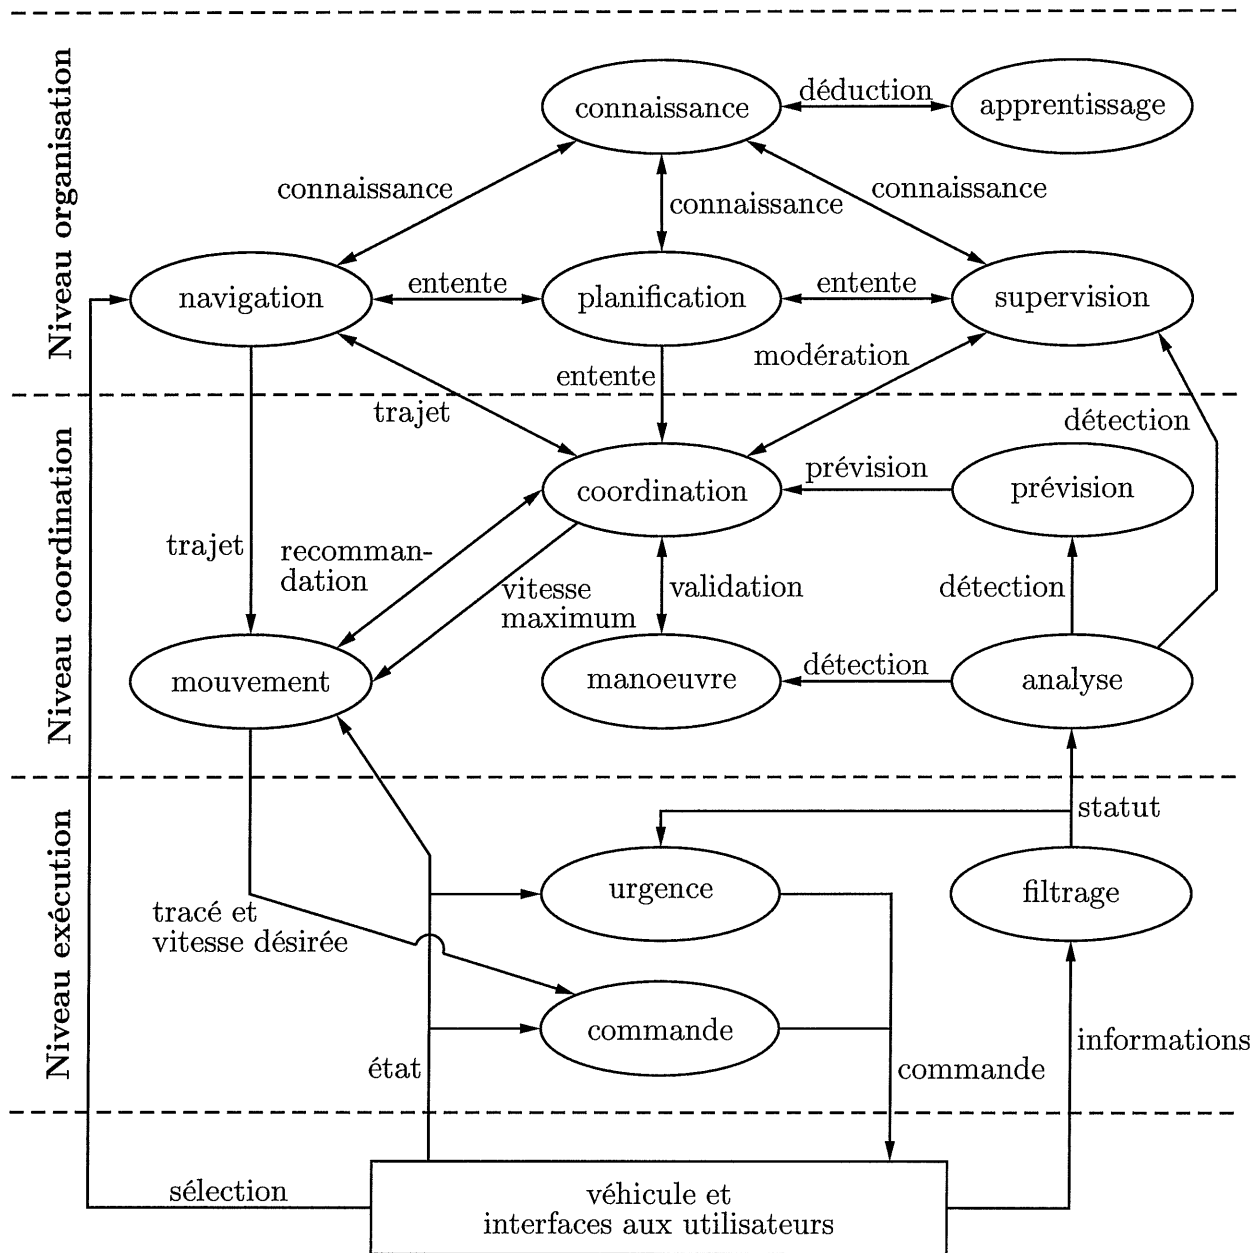 Niveau organisation
connaissance
déduction
apprentissage
connaissance
connaissance
connaissance
navigation
entente
planification
entente
supervision
entente
modération
trajet
Niveau coordination
détection
coordination
prévision
prévision
trajet
recomman-
dation
vitesse
maximum
validation
détection
mouvement
manoeuvre
détection
analyse
Niveau exécution
statut
urgence
filtrage
tracé et
vitesse désirée
commande
état
commande
informations
sélection
véhicule et
interfaces aux utilisateurs